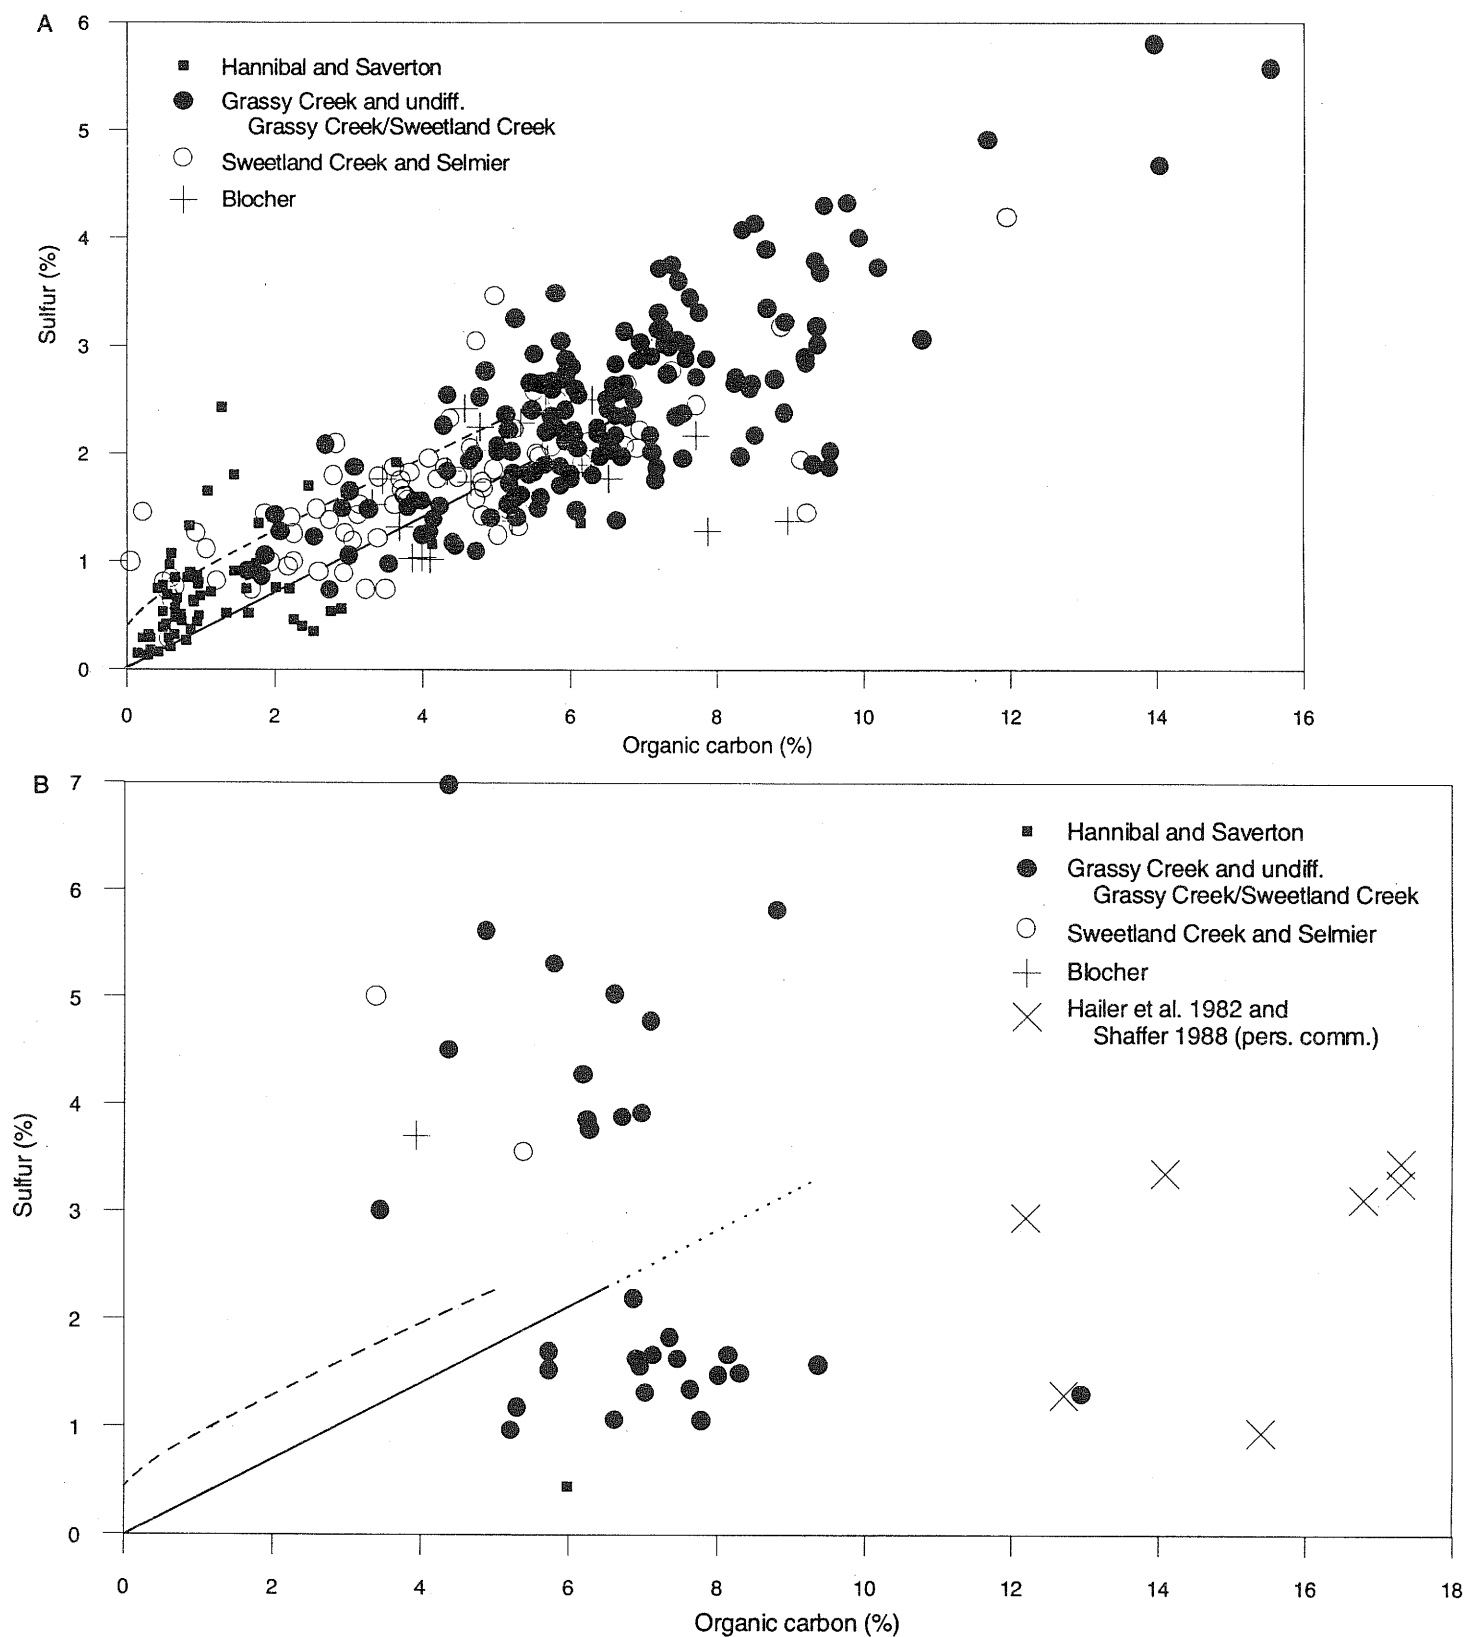 A
6
5
4
3
2
1
0
Sulfur (%)
Hannibal and Saverton
Grassy Creek and undiff.
Grassy Creek/Sweetland Creek
Sweetland Creek and Selmier
Blocher
0 2 4 6 8 10 12 14 16
Organic carbon (%)
B
7
6
5
4
3
2
1
0
Sulfur (%)
Hannibal and Saverton
Grassy Creek and undiff.
Grassy Creek/Sweetland Creek
Sweetland Creek and Selmier
Blocher
Hailer et al. 1982 and
Shaffer 1988 (pers. comm.)
0 2 4 6 8 10 12 14 16 18
Organic carbon (%)